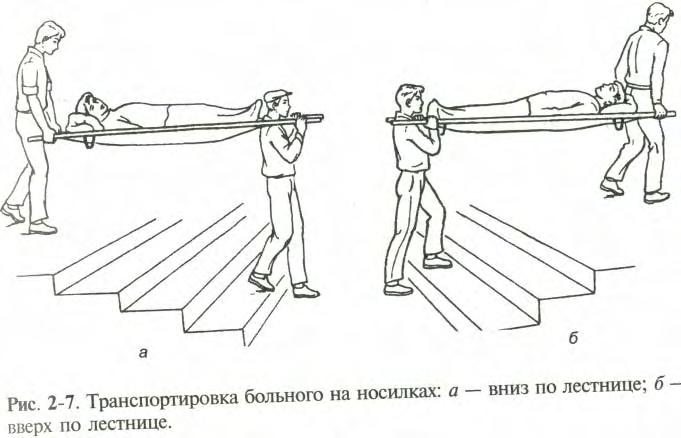 а
б
Рис. 2-7. Транспортировка больного на носилках: а — вниз по лестнице; б —
вверх по лестнице.